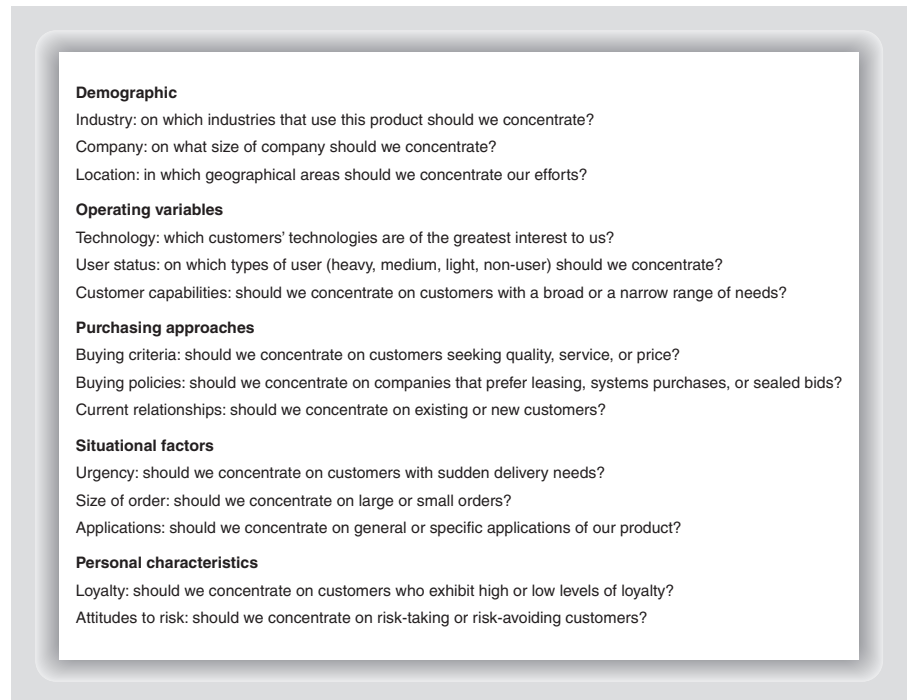 Demographic
Industry: on which industries that use this product should we concentrate?
Company: on what size of company should we concentrate?
Location: in which geographical areas should we concentrate our efforts?
Operating variables
Technology: which customers’ technologies are of the greatest interest to us?
User status: on which types of user (heavy, medium, light, non-user) should we concentrate?
Customer capabilities: should we concentrate on customers with a broad or a narrow range of needs?
Purchasing approaches
Buying criteria: should we concentrate on customers seeking quality, service, or price?
Buying policies: should we concentrate on companies that prefer leasing, systems purchases, or sealed bids?
Current relationships: should we concentrate on existing or new customers?
Situational factors
Urgency: should we concentrate on customers with sudden delivery needs?
Size of order: should we concentrate on large or small orders?
Applications: should we concentrate on general or specific applications of our product?
Personal characteristics
Loyalty: should we concentrate on customers who exhibit high or low levels of loyalty?
Attitudes to risk: should we concentrate on risk-taking or risk-avoiding customers?